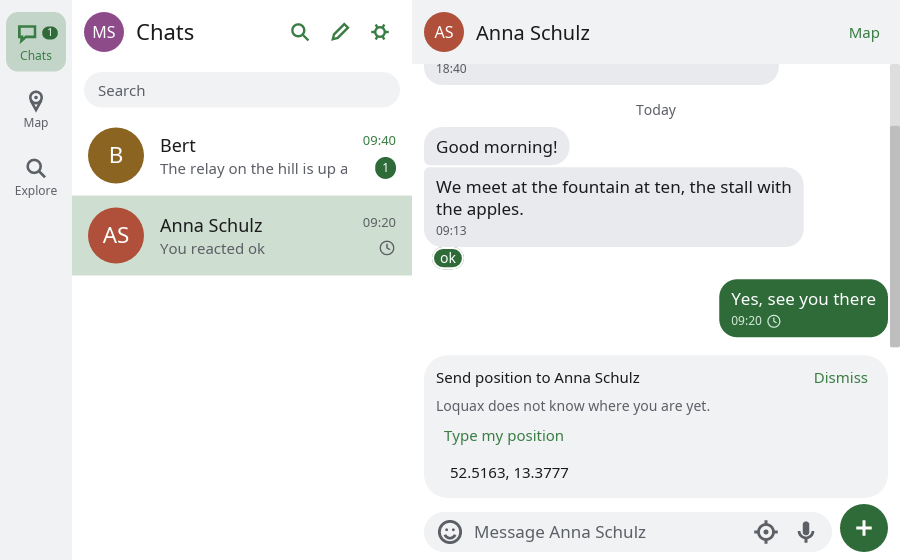 1
Chats
Map
Explore
MS
Chats
Search
B
Bert
09:40
The relay on the hill is up a
1
AS
Anna Schulz
09:20
You reacted ok
AS
Anna Schulz
Map
18:40
Today
Good morning!
We meet at the fountain at ten, the stall with
the apples.
09:13
ok
Yes, see you there
09:20
Send position to Anna Schulz
Dismiss
Loquax does not know where you are yet.
Type my position
52.5163, 13.3777
Message Anna Schulz